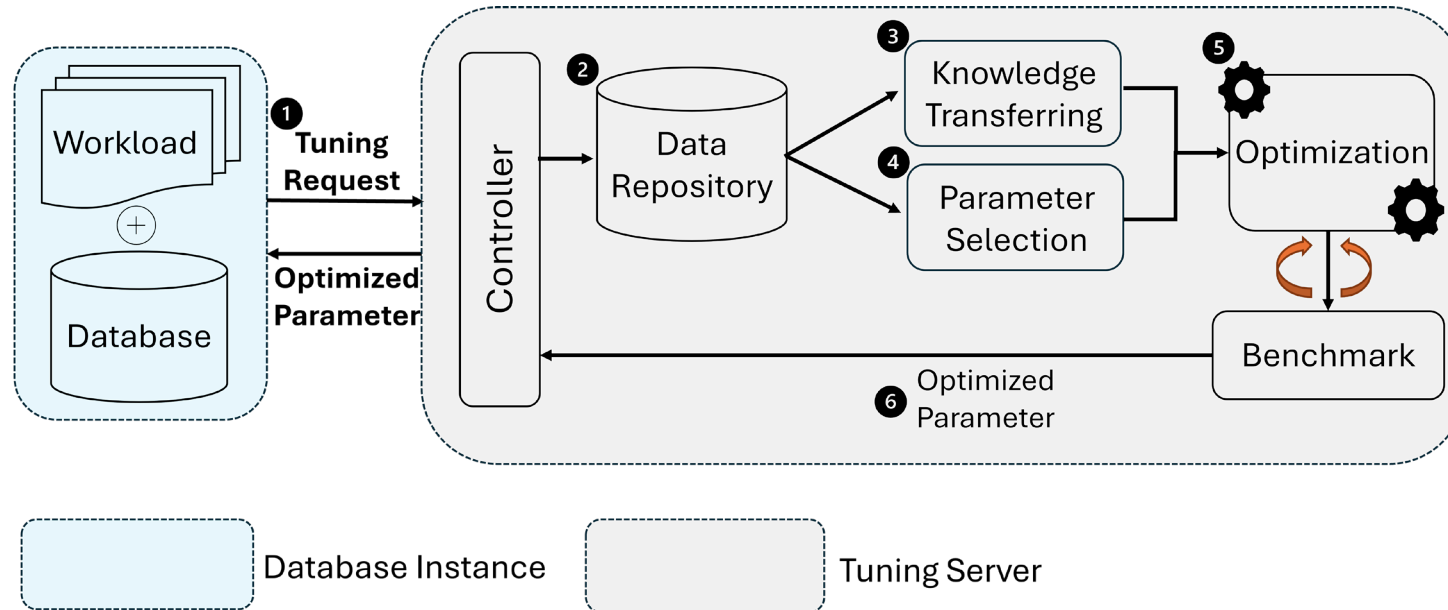 Workload
+
Database
1
Tuning
Request
Optimized
Parameter
Controller
2
Data
Repository
3
Knowledge
Transferring
4
Parameter
Selection
5
Optimization
Benchmark
6
Optimized
Parameter
Database Instance
Tuning Server